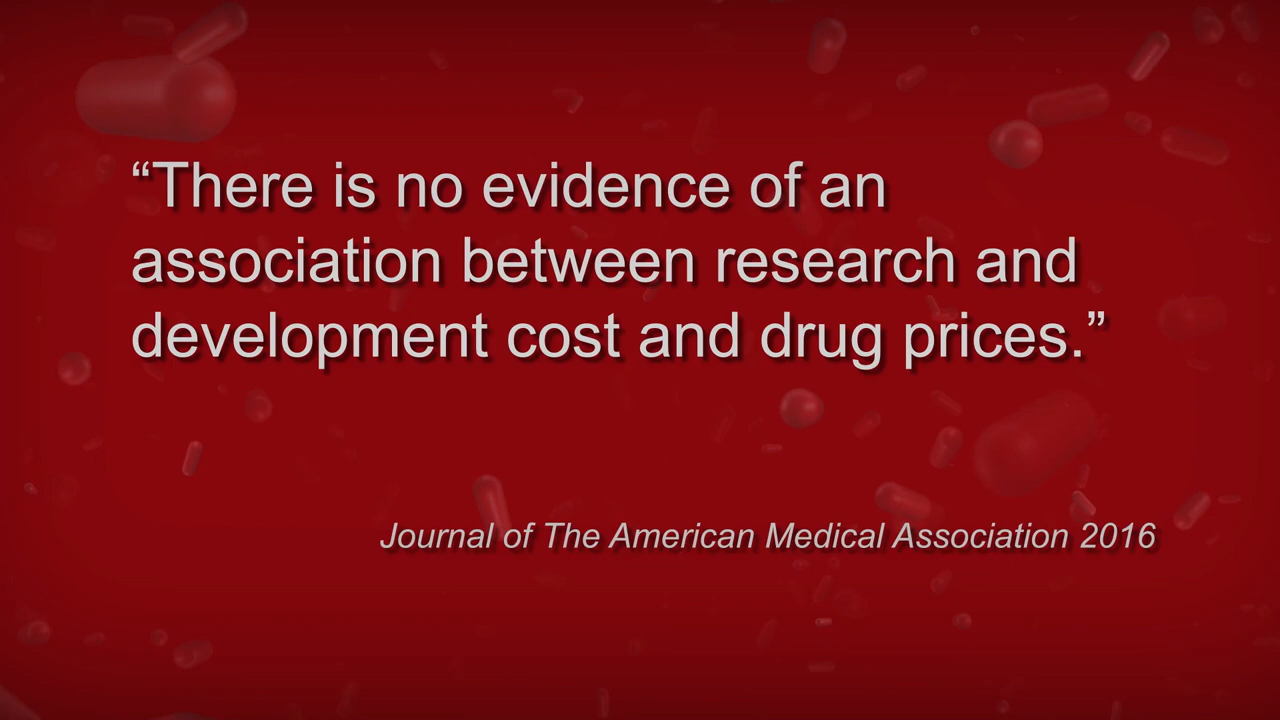 “There is no evidence of an
association between research and
development cost and drug prices.”
Journal of The American Medical Association 2016